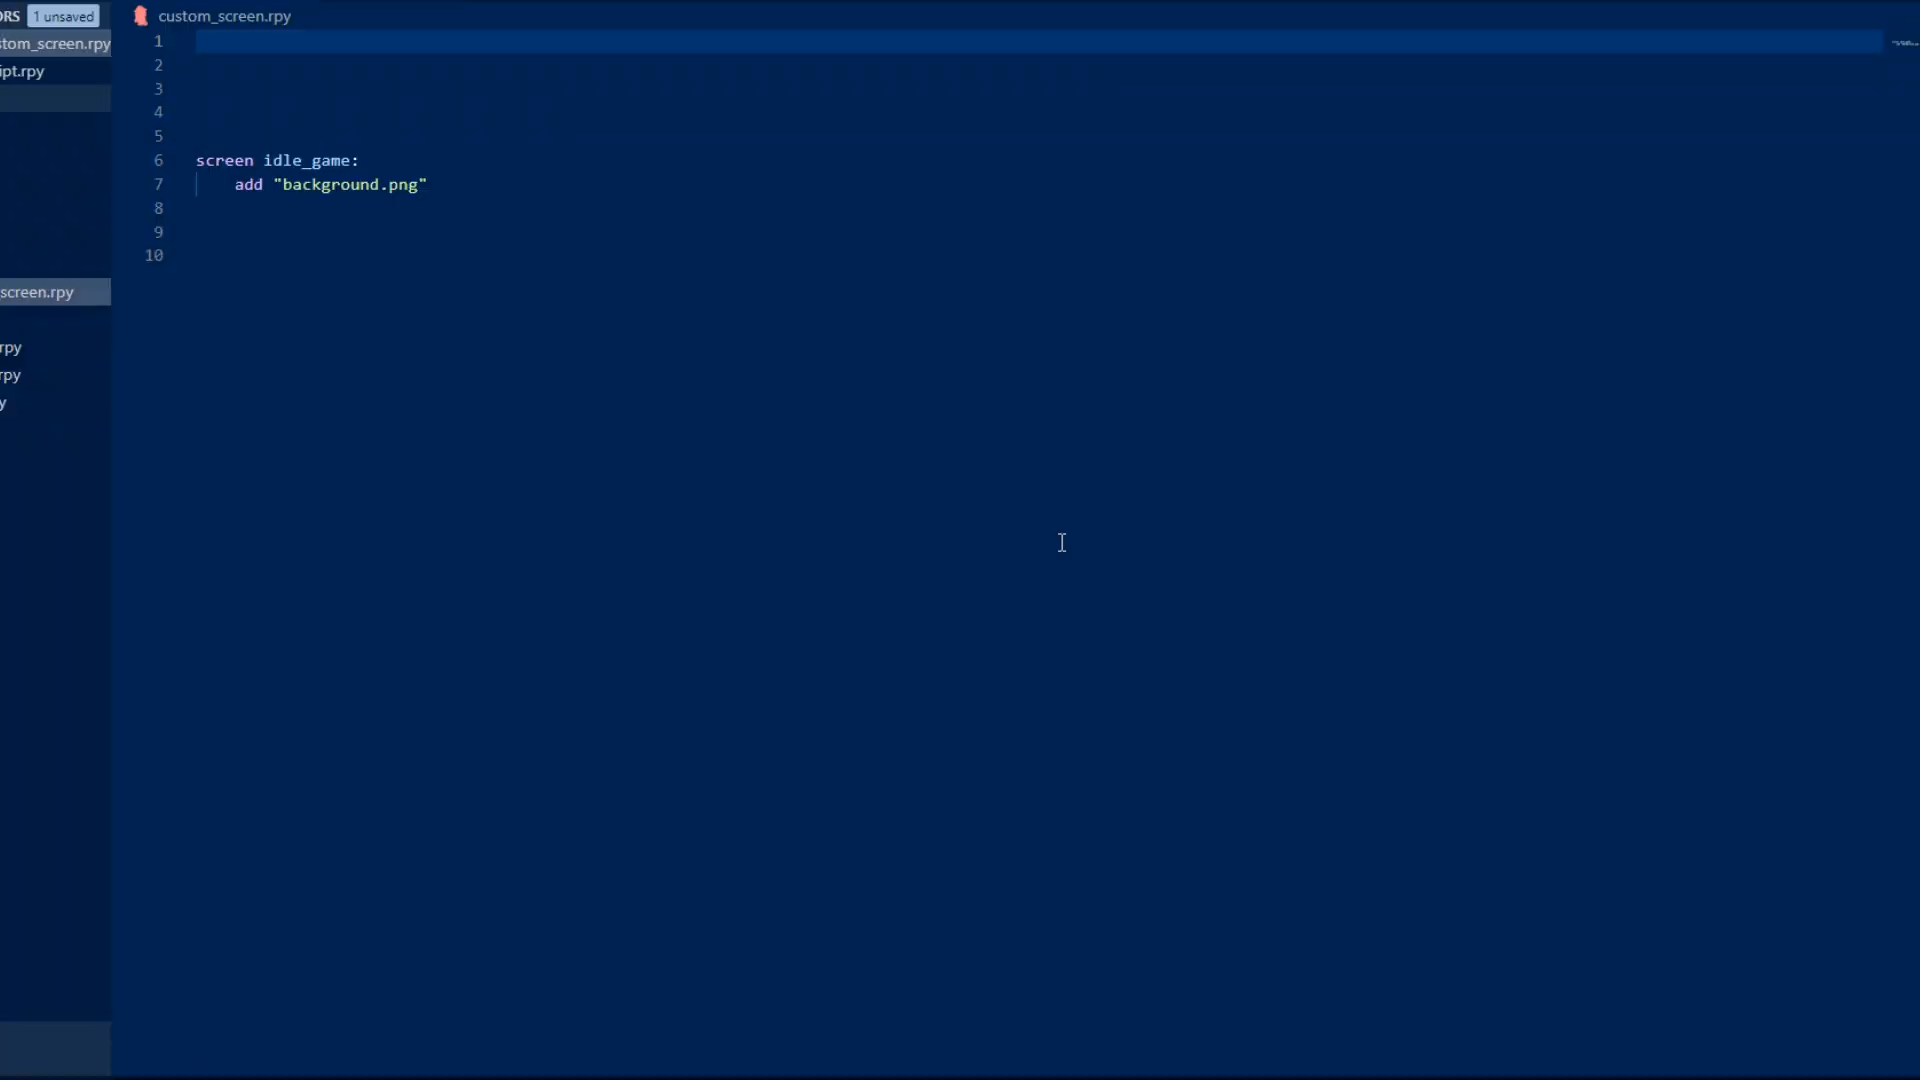 ORS 1 unsaved
stom_screen.rpy
ipt.rpy
screen.rpy
rpy
rpy
y
custom_screen.rpy
1
2
3
4
5
6 screen idle_game:
7 add "background.png"
8
9
10